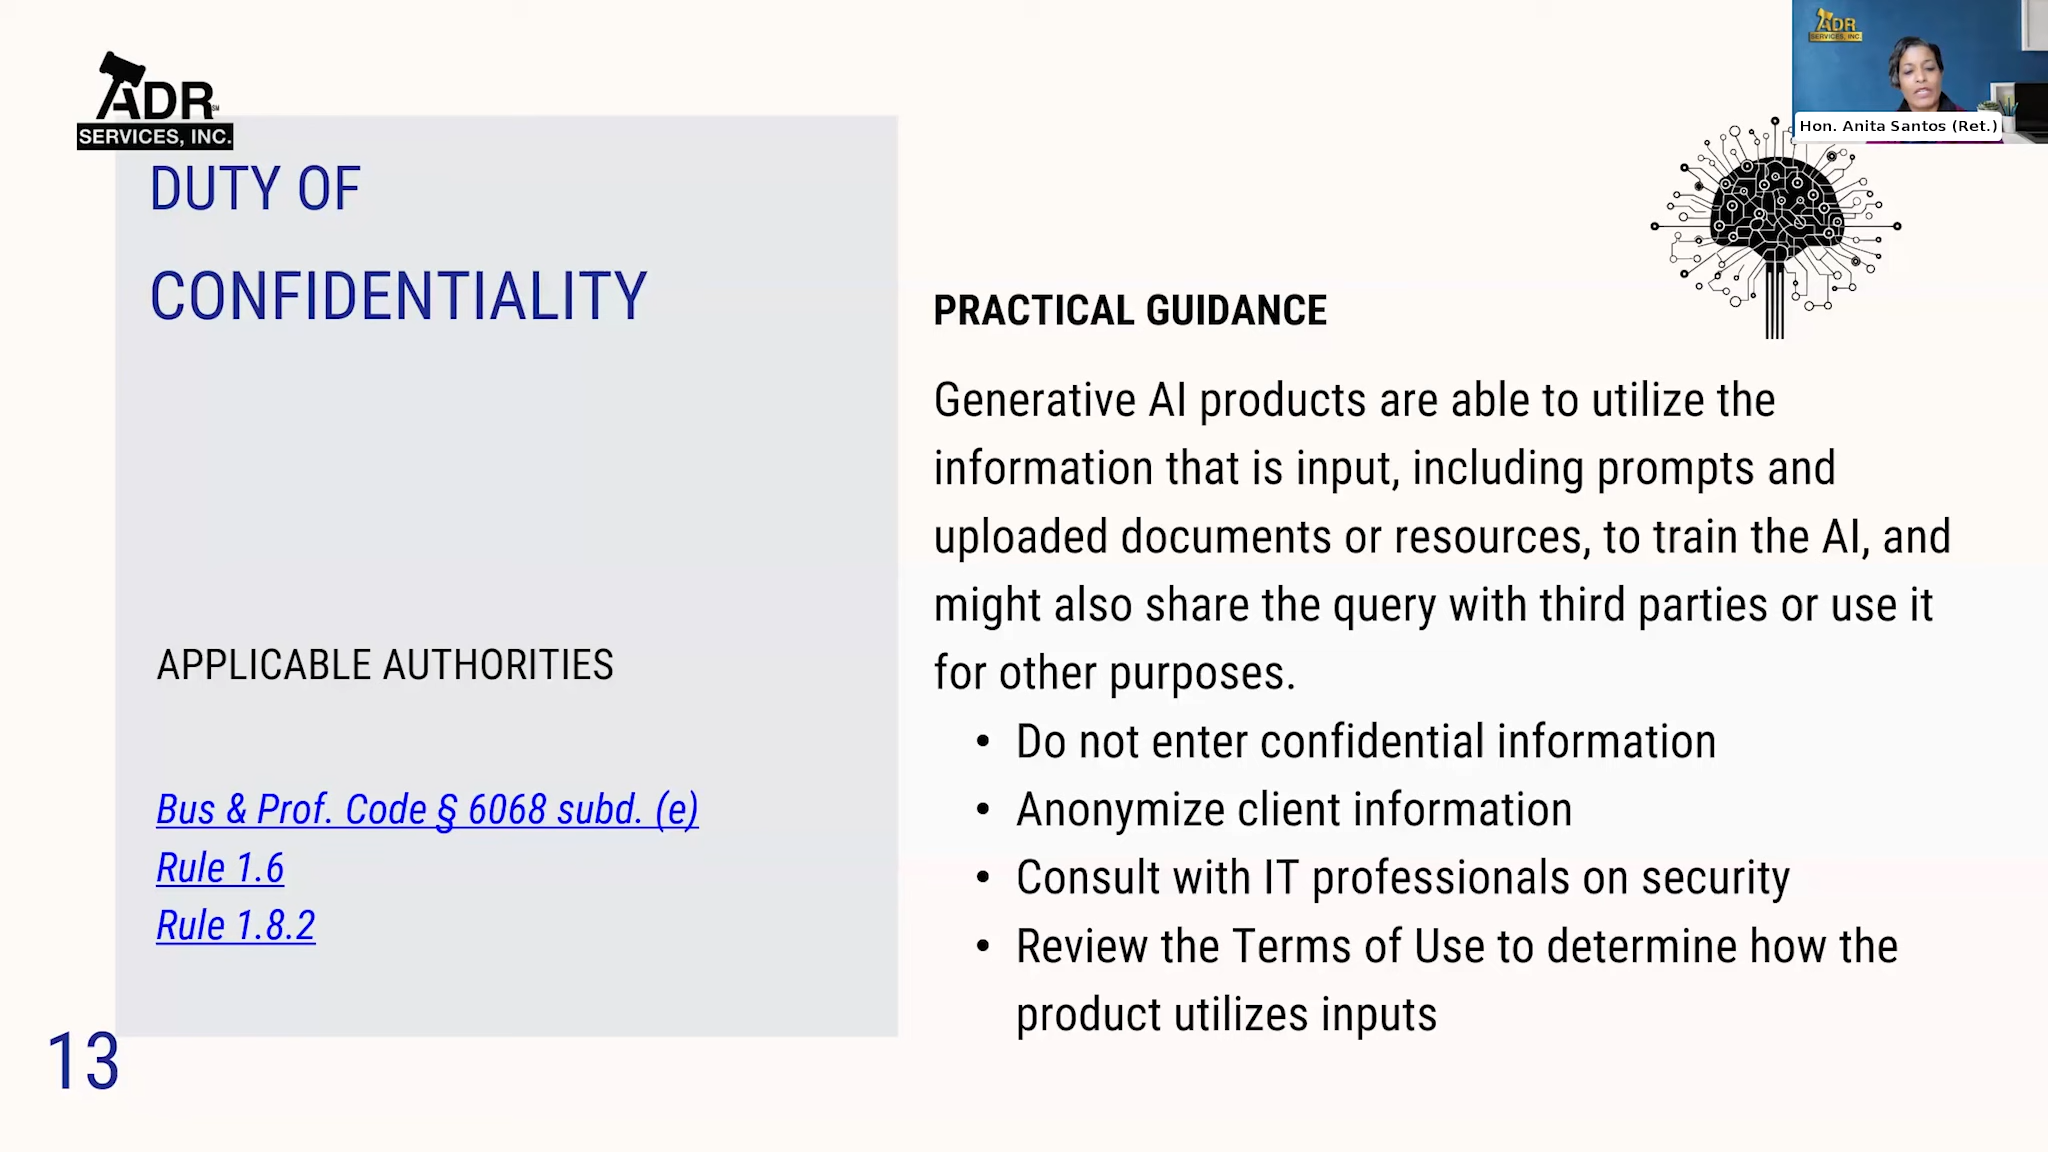 ADR
SERVICES, INC.
Hon. Anita Santos (Ret.)
ADR SM
SERVICES, INC.
DUTY OF
CONFIDENTIALITY
APPLICABLE AUTHORITIES
Bus & Prof. Code § 6068 subd. (e)
Rule 1.6
Rule 1.8.2
13
PRACTICAL GUIDANCE
Generative AI products are able to utilize the
information that is input, including prompts and
uploaded documents or resources, to train the AI, and
might also share the query with third parties or use it
for other purposes.
• Do not enter confidential information
• Anonymize client information
• Consult with IT professionals on security
• Review the Terms of Use to determine how the
product utilizes inputs